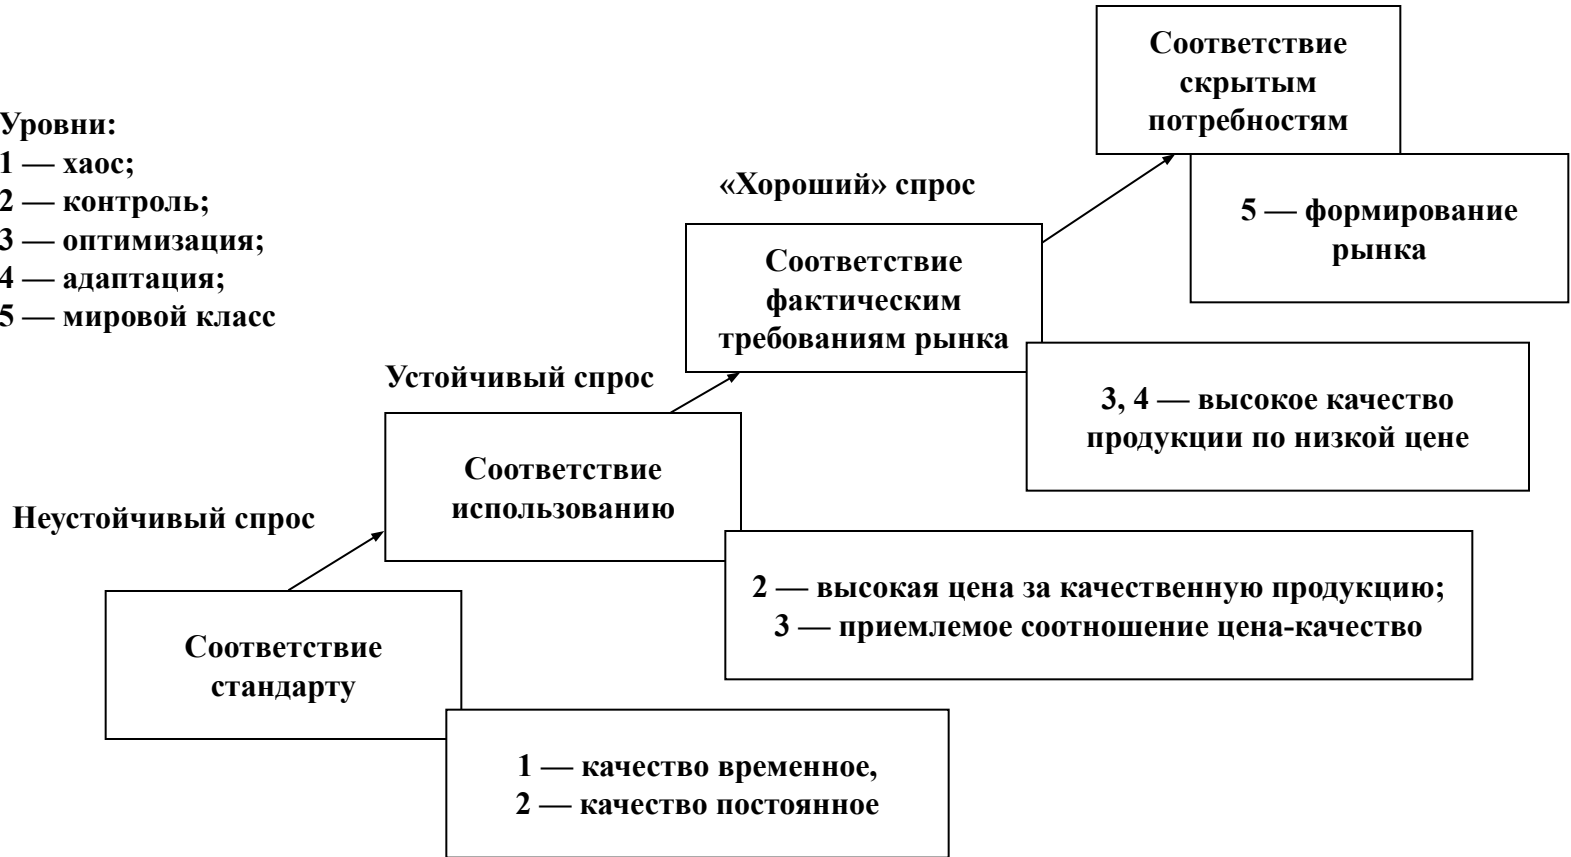 Соответствие
скрытым
потребностям
Уровни:
1 — хаос;
2 — контроль;
3 — оптимизация;
4 — адаптация;
5 — мировой класс
«Хороший» спрос
5 — формирование
рынка
Соответствие
фактическим
требованиям рынка
Устойчивый спрос
3, 4 — высокое качество
продукции по низкой цене
Соответствие
использованию
Неустойчивый спрос
2 — высокая цена за качественную продукцию;
3 — приемлемое соотношение цена-качество
Соответствие
стандарту
1 — качество временное,
2 — качество постоянное